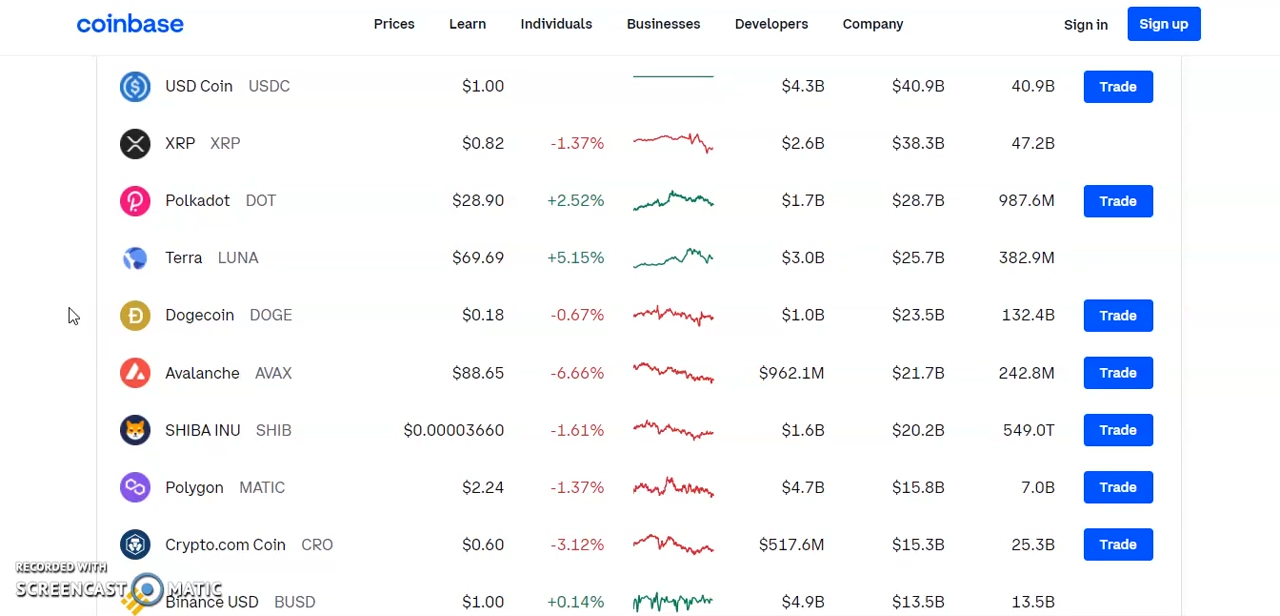 coinbase Prices Learn Individuals Businesses Developers Company Sign in Sign up
USD Coin USDC $1.00 $4.3B $40.9B 40.9B Trade
XRP XRP $0.82 -1.37% $2.6B $38.3B 47.2B
Polkadot DOT $28.90 +2.52% $1.7B $28.7B 987.6M Trade
Terra LUNA $69.69 +5.15% $3.0B $25.7B 382.9M
Dogecoin DOGE $0.18 -0.67% $1.0B $23.5B 132.4B Trade
Avalanche AVAX $88.65 -6.66% $962.1M $21.7B 242.8M Trade
SHIBA INU SHIB $0.00003660 -1.61% $1.6B $20.2B 549.0T Trade
Polygon MATIC $2.24 -1.37% $4.7B $15.8B 7.0B Trade
Crypto.com Coin CRO $0.60 -3.12% $517.6M $15.3B 25.3B Trade
RECORDED WITH
SCREENCAST MATIC
Binance USD BUSD $1.00 +0.14% $4.9B $13.5B 13.5B